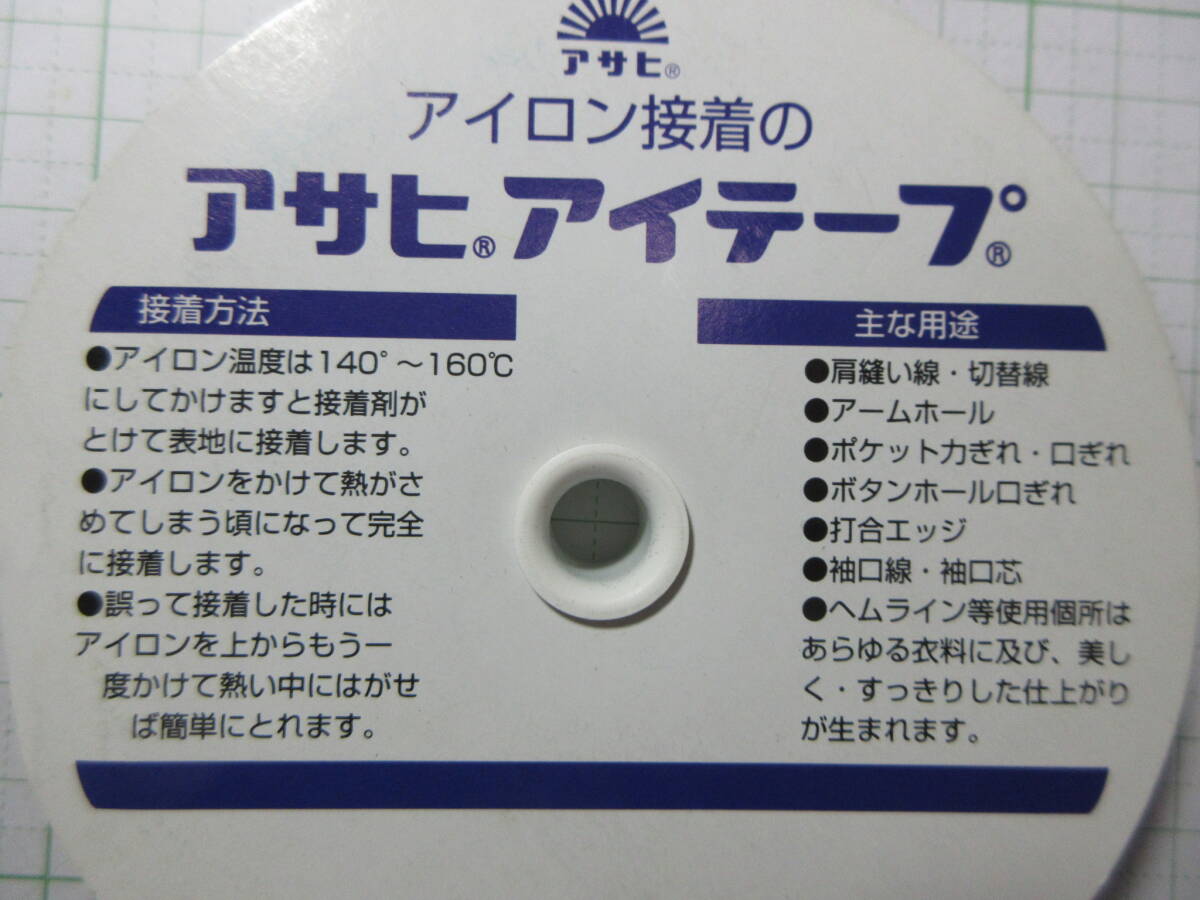 アサヒ®
アイロン接着の
アサヒ®アイテープ®
接着方法
●アイロン温度は140°～160℃
にしてかけますと接着剤が
とけて表地に接着します。
●アイロンをかけて熱がさ
めてしまう頃になって完全
に接着します。
●誤って接着した時には
アイロンを上からもう一
度かけて熱い中にはがせ
ば簡単にとれます。
主な用途
●肩縫い線・切替線
●アームホール
●ポケット力ぎれ・口ぎれ
●ボタンホール口ぎれ
●打合エッジ
●袖口線・袖口芯
●ヘムライン等使用個所は
あらゆる衣料に及び、美し
く・すっきりした仕上がり
が生まれます。